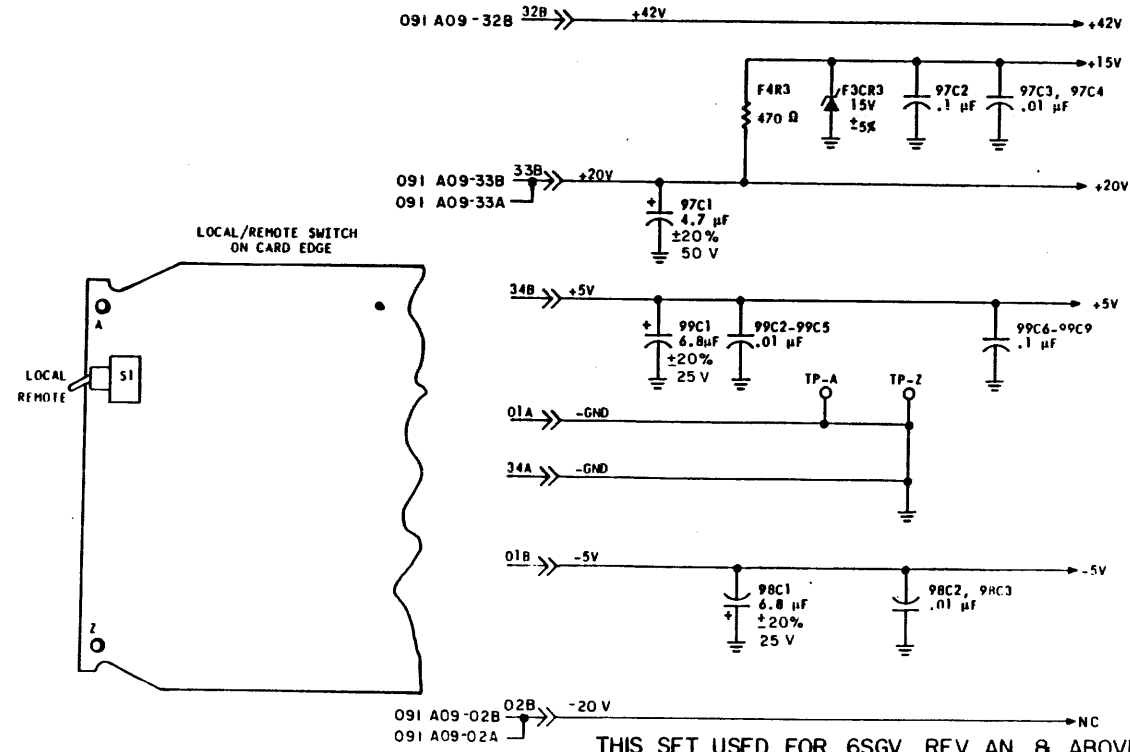 091 A09-32B 32B +42V +42V
+15V
F4R3
470 Ω
F3CR3
15V
±5%
97C2
.1 µF
97C3, 97C4
.01 µF
091 A09-33B 33B +20V +20V
091 A09-33A
+ 97C1
4.7 µF
±20%
50 V
LOCAL/REMOTE SWITCH
ON CARD EDGE
A
LOCAL
REMOTE
S1
Z
34B +5V +5V
+ 99C1
6.8µF
±20%
25 V
99C2-99C5
.01 µF
99C6-99C9
.1 µF
TP-A
TP-Z
01A -GND
34A -GND
01B -5V -5V
98C1
6.8 µF
+ ±20%
25 V
98C2, 98C3
.01 µF
091 A09-02B 02B -20 V NC
091 A09-02A
THIS SET USED FOR 6SGV REV AN & ABOVE